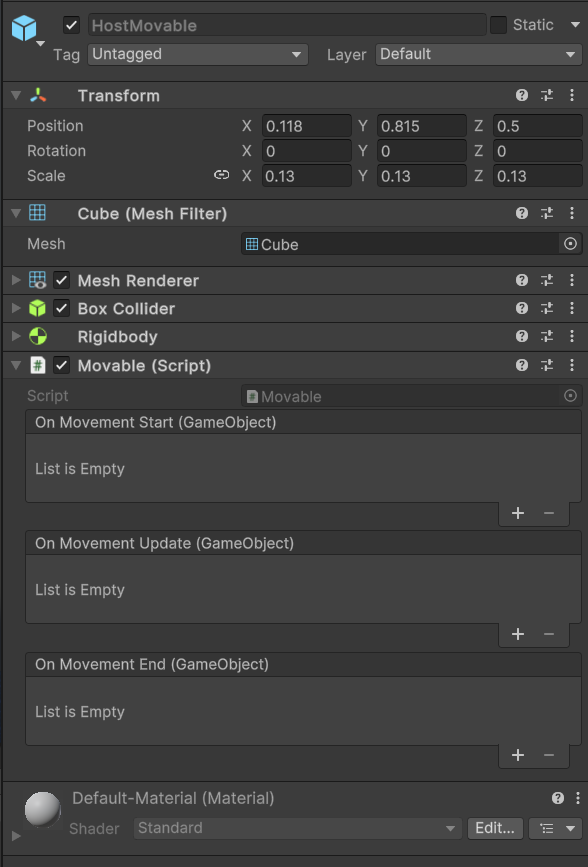 HostMovable Static
Tag Untagged Layer Default
Transform
Position X 0.118 Y 0.815 Z 0.5
Rotation X 0 Y 0 Z 0
Scale X 0.13 Y 0.13 Z 0.13
Cube (Mesh Filter)
Mesh Cube
Mesh Renderer
Box Collider
Rigidbody
# Movable (Script)
Script # Movable
On Movement Start (GameObject)
List is Empty
+ −
On Movement Update (GameObject)
List is Empty
+ −
On Movement End (GameObject)
List is Empty
+ −
Default-Material (Material)
Shader Standard Edit...